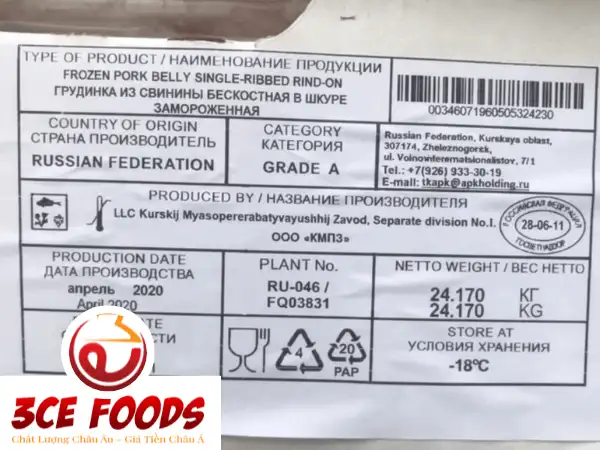 TYPE OF PRODUCT / НАИМЕНОВАНИЕ ПРОДУКЦИИ
FROZEN PORK BELLY SINGLE-RIBBED RIND-ON
ГРУДИНКА ИЗ СВИНИНЫ БЕСКОСТНАЯ В ШКУРЕ
ЗАМОРОЖЕННАЯ
00346071960505324230
COUNTRY OF ORIGIN
СТРАНА ПРОИЗВОДИТЕЛЬ
RUSSIAN FEDERATION
CATEGORY
КАТЕГОРИЯ
GRADE A
Russian Federation, Kurskaya oblast,
307174, Zheleznogorsk,
7/1
Tel.: +7(926) 933-30-19
E-mail: tkapk@apkholding.ru
PRODUCED BY / НАЗВАНИЕ ПРОИЗВОДИТЕЛЯ
LLC Kurskij Myasopererabatyvayushhij Zavod, Separate division No.I.
ООО «КМПЗ»
РОССИЙСКАЯ ФЕДЕРАЦИЯ
28-06-11
ГОСВЕТНАДЗОР
PRODUCTION DATE
ДАТА ПРОИЗВОДСТВА
апрель 2020
April 2020
PLANT No.
RU-046 /
FQ03831
NETTO WEIGHT / ВЕС НЕТТО
24.170 КГ
24.170 KG
4
20
PAP
STORE AT
УСЛОВИЯ ХРАНЕНИЯ
-18°C
3CE FOODS
Chất Lượng Châu Âu - Giá Tiền Châu Á